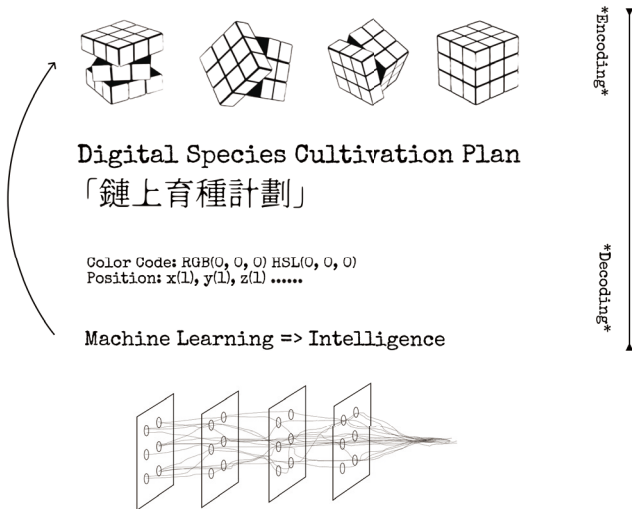 Digital Species Cultivation Plan
「鏈上育種計劃」
Color Code: RGB(0, 0, 0) HSL(0, 0, 0)
Position: x(1), y(1), z(1) ......
Machine Learning => Intelligence
*Encoding*
*Decoding*